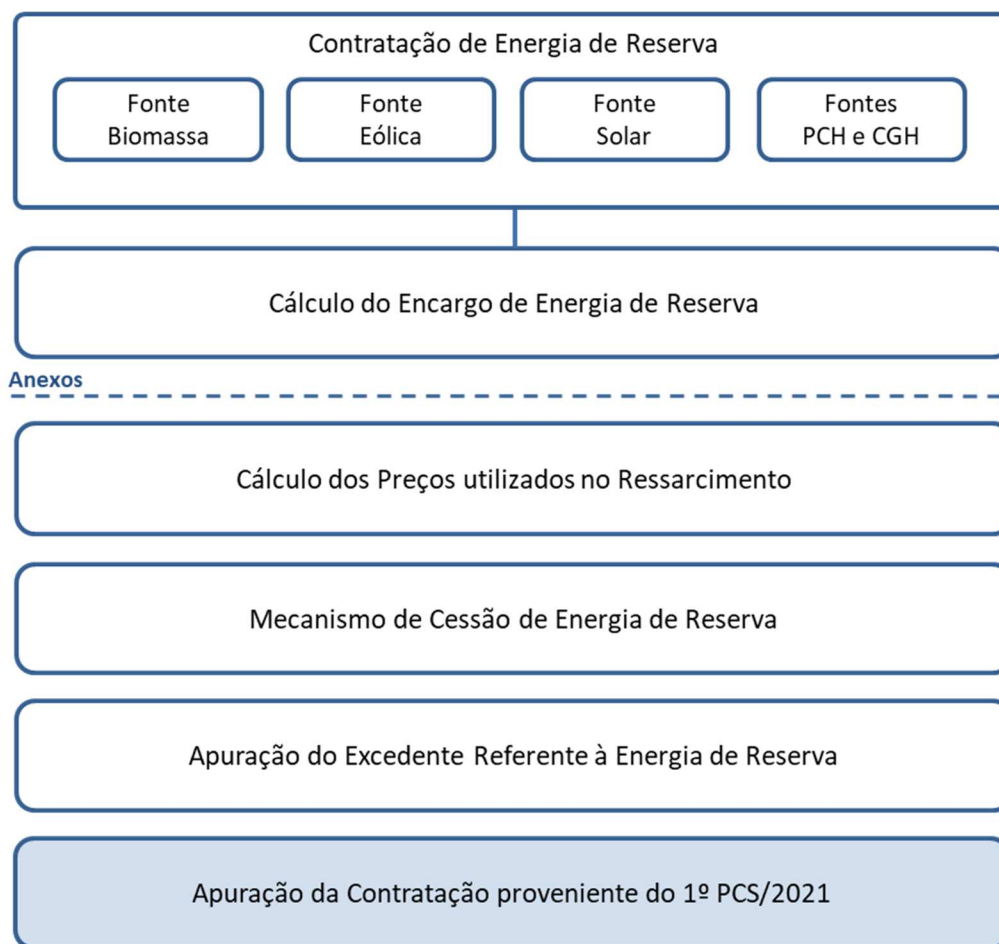 Contratação de Energia de Reserva
Fonte
Biomassa
Fonte
Eólica
Fonte
Solar
Fontes
PCH e CGH
Cálculo do Encargo de Energia de Reserva
Anexos
Cálculo dos Preços utilizados no Ressarcimento
Mecanismo de Cessão de Energia de Reserva
Apuração do Excedente Referente à Energia de Reserva
Apuração da Contratação proveniente do 1º PCS/2021